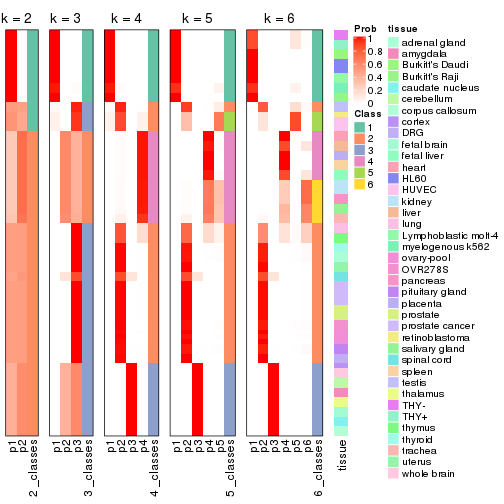 k = 2 k = 3 k = 4 k = 5 k = 6
Prob
1
0.8
0.6
0.4
0.2
0
Class
1
2
3
4
5
6
tissue
adrenal gland
amygdala
Burkitt's Daudi
Burkitt's Raji
caudate nucleus
cerebellum
corpus callosum
cortex
DRG
fetal brain
fetal liver
heart
HL60
HUVEC
kidney
liver
lung
Lymphoblastic molt-4
myelogenous k562
ovary-pool
OVR278S
pancreas
pituitary gland
placenta
prostate
prostate cancer
retinoblastoma
salivary gland
spinal cord
spleen
testis
thalamus
THY-
THY+
thymus
thyroid
trachea
uterus
whole brain
p1 p2 2_classes
p1 p2 p3 3_classes
p1 p2 p3 p4 4_classes
p1 p2 p3 p4 p5 5_classes
p1 p2 p3 p4 p5 p6 6_classes
tissue